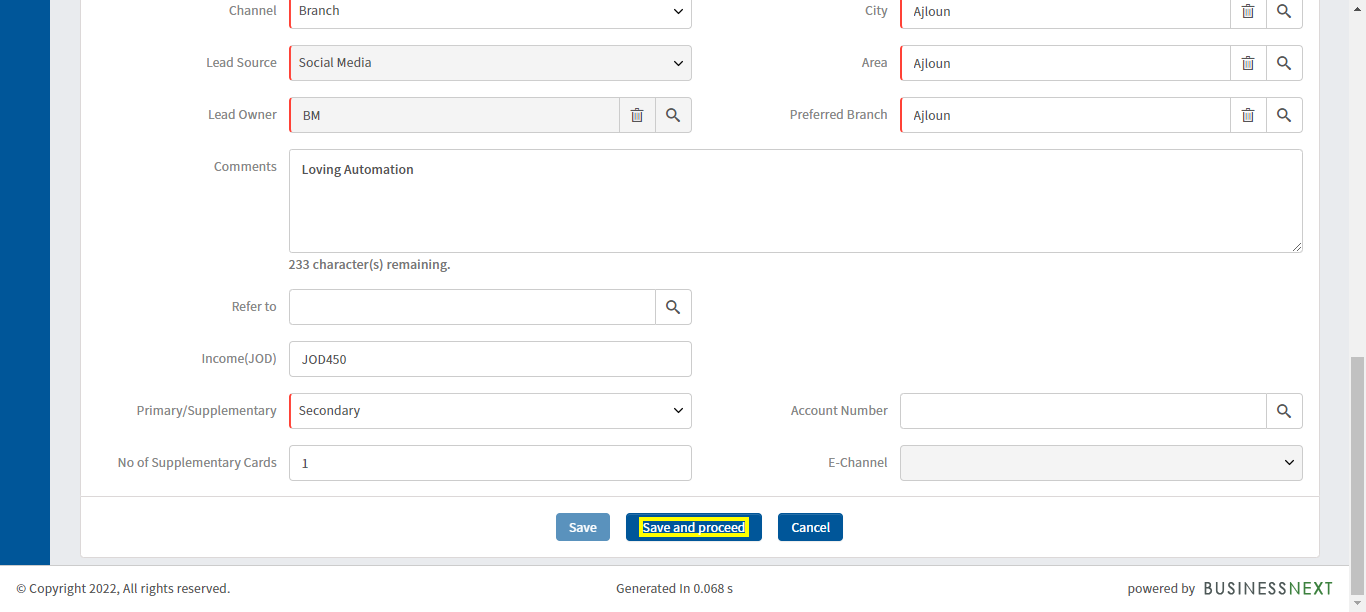 Channel Branch City Ajloun
Lead Source Social Media Area Ajloun
Lead Owner BM Preferred Branch Ajloun
Comments Loving Automation
233 character(s) remaining.
Refer to
Income(JOD) JOD450
Primary/Supplementary Secondary Account Number
No of Supplementary Cards 1 E-Channel
Save Save and proceed Cancel
© Copyright 2022, All rights reserved. Generated In 0.068 s powered by BUSINESSNEXT